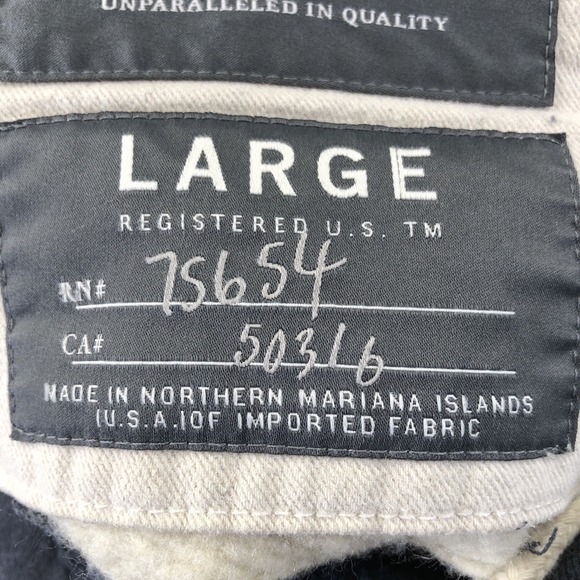 UNPARALLELED IN QUALITY
LARGE
REGISTERED U.S. TM
RN# 75654
CA# 50316
MADE IN NORTHERN MARIANA ISLANDS
(U.S.A.)OF IMPORTED FABRIC